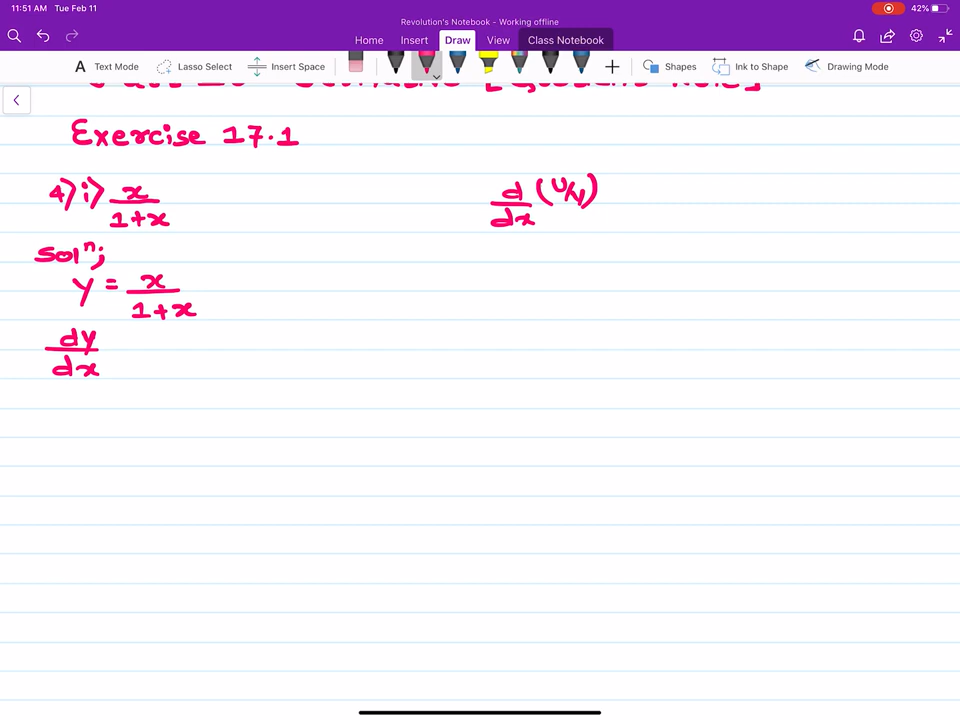 11:51 AM Tue Feb 11
42%
Revolution's Notebook - Working offline
Home Insert Draw View Class Notebook
Text Mode Lasso Select Insert Space Shapes Ink to Shape Drawing Mode
Exercise 17.1
4) i) x/(1+x)
d/dx (u/v)
Solⁿ;
y = x/(1+x)
dy/dx